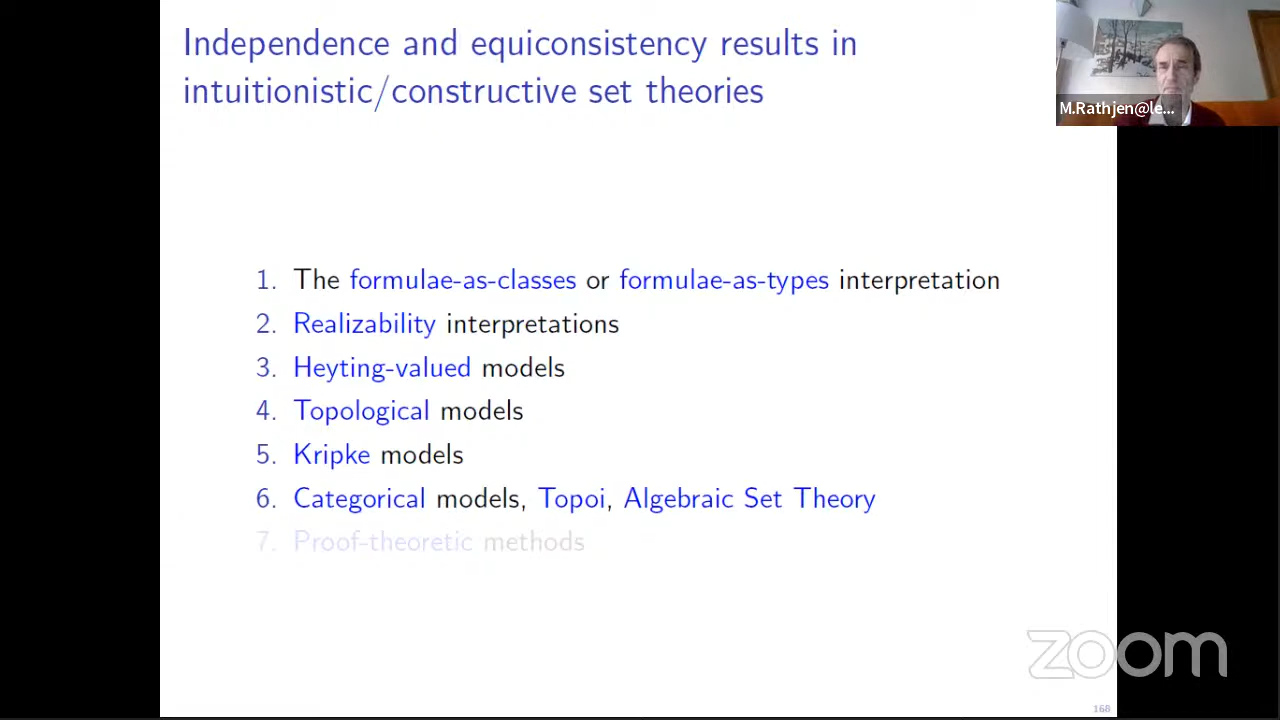 Independence and equiconsistency results in
intuitionistic/constructive set theories
M.Rathjen@le...
1. The formulae-as-classes or formulae-as-types interpretation
2. Realizability interpretations
3. Heyting-valued models
4. Topological models
5. Kripke models
6. Categorical models, Topoi, Algebraic Set Theory
7. Proof-theoretic methods
zoom
168